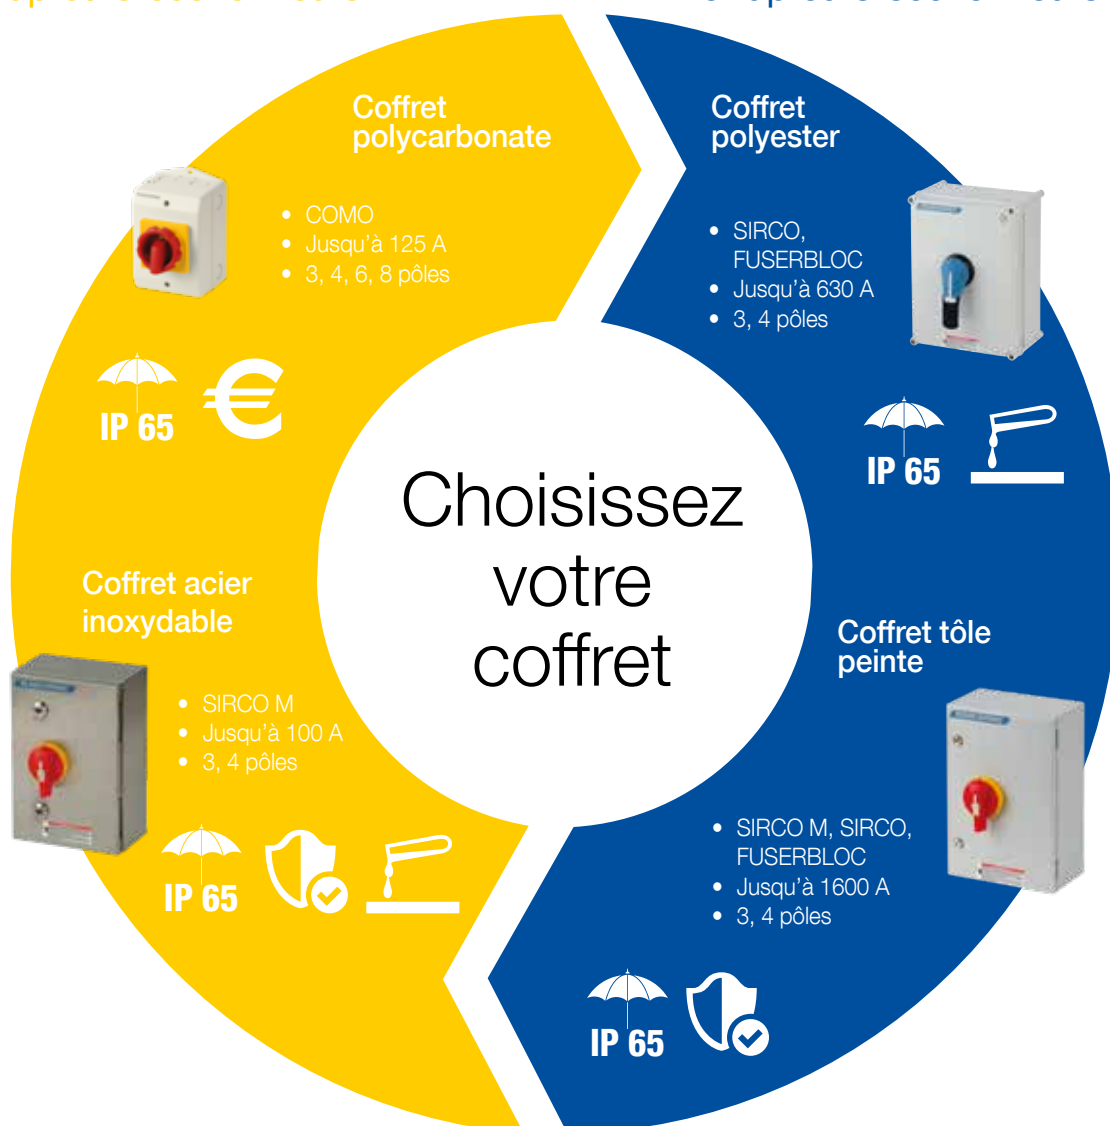 Coffret
polycarbonate
• COMO
• Jusqu'à 125 A
• 3, 4, 6, 8 pôles
IP 65
€
Coffret
polyester
• SIRCO,
FUSERBLOC
• Jusqu'à 630 A
• 3, 4 pôles
IP 65
Choisissez
votre
coffret
Coffret acier
inoxydable
• SIRCO M
• Jusqu'à 100 A
• 3, 4 pôles
IP 65
Coffret tôle
peinte
• SIRCO M, SIRCO,
FUSERBLOC
• Jusqu'à 1600 A
• 3, 4 pôles
IP 65